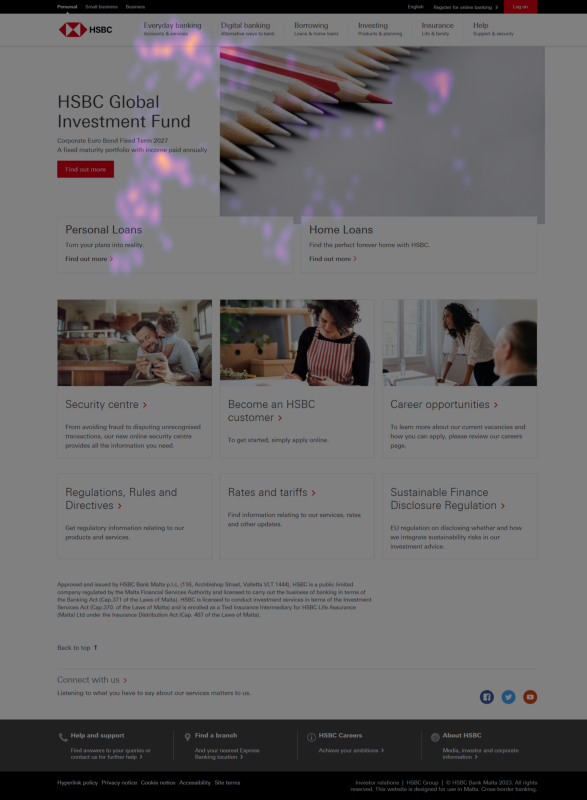 Personal Small business Business English Register for online banking Log on
HSBC
Everyday banking Digital banking Borrowing Investing Insurance Help
Accounts & services Alternative ways to bank Loans & home loans Products & planning Life & family Support & security
HSBC Global
Investment Fund
Corporate Euro Bond Fixed Term 2027
A fixed maturity portfolio with income paid annually
Find out more
Personal Loans
Turn your plans into reality.
Find out more
Home Loans
Find the perfect forever home with HSBC.
Find out more
Security centre
From avoiding fraud to disputing unrecognised
transactions, our new online security centre
provides all the information you need.
Become an HSBC
customer
To get started, simply apply online.
Career opportunities
To learn more about our current vacancies and
how you can apply, please review our careers
page.
Regulations, Rules and
Directives
Get regulatory information relating to our
products and services.
Rates and tariffs
Find information relating to our services, rates
and other updates.
Sustainable Finance
Disclosure Regulation
EU regulation on disclosing whether and how
we integrate sustainability risks in our
investment advice.
Approved and issued by HSBC Bank Malta p.l.c, (116, Archbishop Street, Valletta VLT 1444). HSBC is a public limited
company regulated by the Malta Financial Services Authority and licensed to carry out the business of banking in terms of
the Banking Act (Cap.371 of the Laws of Malta). HSBC is licensed to conduct investment services in terms of the Investment
Services Act (Cap.370. of the Laws of Malta) and is enrolled as a Tied Insurance Intermediary for HSBC Life Assurance
(Malta) Ltd under the Insurance Distribution Act (Cap. 487 of the Laws of Malta).
Back to top
Connect with us
Listening to what you have to say about our services matters to us.
Help and support
Find answers to your queries or
contact us for further help
Find a branch
And your nearest Express
Banking location
HSBC Careers
Achieve your ambitions
About HSBC
Media, investor and corporate
information
Hyperlink policy Privacy notice Cookie notice Accessibility Site terms
Investor relations | HSBC Group | © HSBC Bank Malta 2023. All rights
reserved. This website is designed for use in Malta. Cross-border banking.